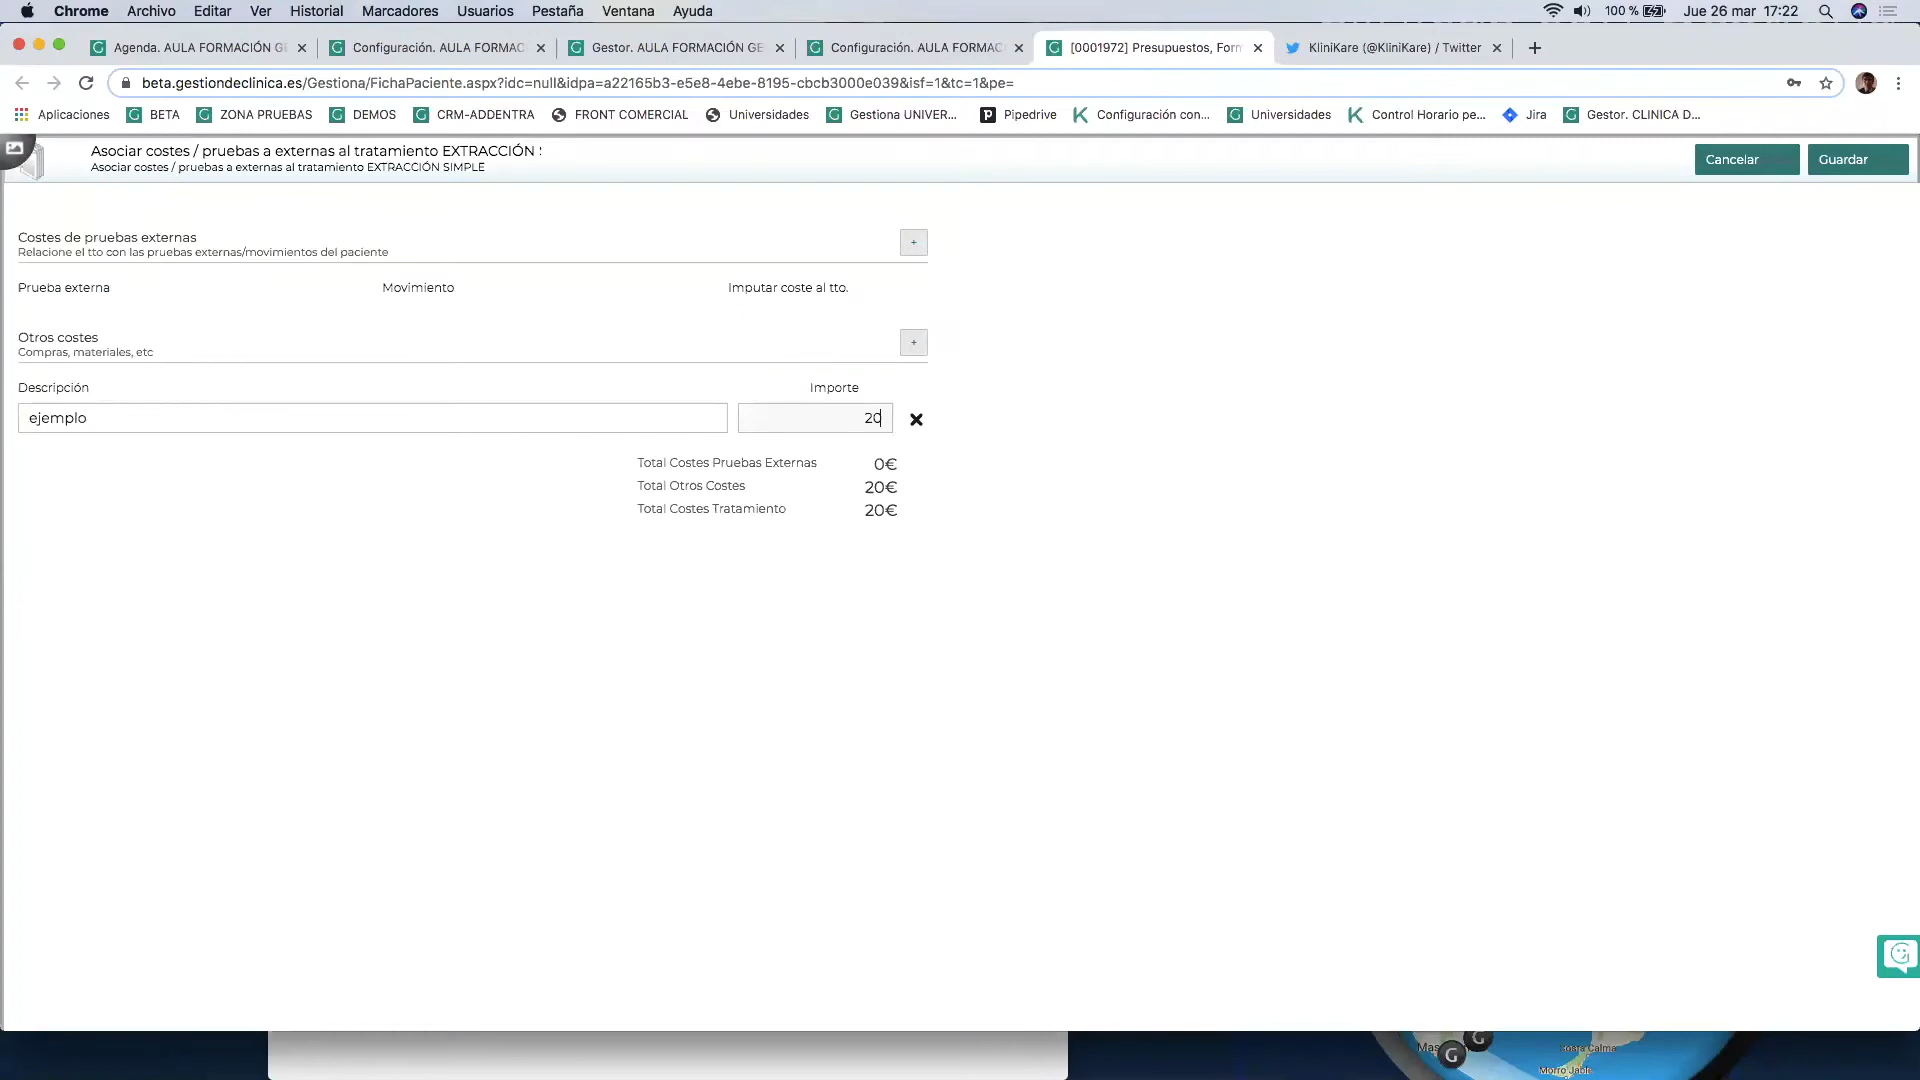 Chrome Archivo Editar Ver Historial Marcadores Usuarios Pestaña Ventana Ayuda 100 % Jue 26 mar 17:22
Agenda. AULA FORMACIÓN GE Configuración. AULA FORMAC Gestor. AULA FORMACIÓN GE Configuración. AULA FORMAC [0001972] Presupuestos, Form KliniKare (@KliniKare) / Twitter
beta.gestiondeclinica.es/Gestiona/FichaPaciente.aspx?idc=null&idpa=a22165b3-e5e8-4ebe-8195-cbcb3000e039&isf=1&tc=1&pe=
Aplicaciones BETA ZONA PRUEBAS DEMOS CRM-ADDENTRA FRONT COMERCIAL Universidades Gestiona UNIVER... Pipedrive Configuración con... Universidades Control Horario pe... Jira Gestor. CLINICA D...
Asociar costes / pruebas a externas al tratamiento EXTRACCIÓN
Asociar costes / pruebas a externas al tratamiento EXTRACCIÓN SIMPLE
Cancelar Guardar
Costes de pruebas externas
+
Relacione el tto con las pruebas externas/movimientos del paciente
Prueba externa Movimiento Imputar coste al tto.
Otros costes
+
Compras, materiales, etc
Descripción Importe
ejemplo 20
Total Costes Pruebas Externas 0€
Total Otros Costes 20€
Total Costes Tratamiento 20€
Costa Calma
Morro Jable